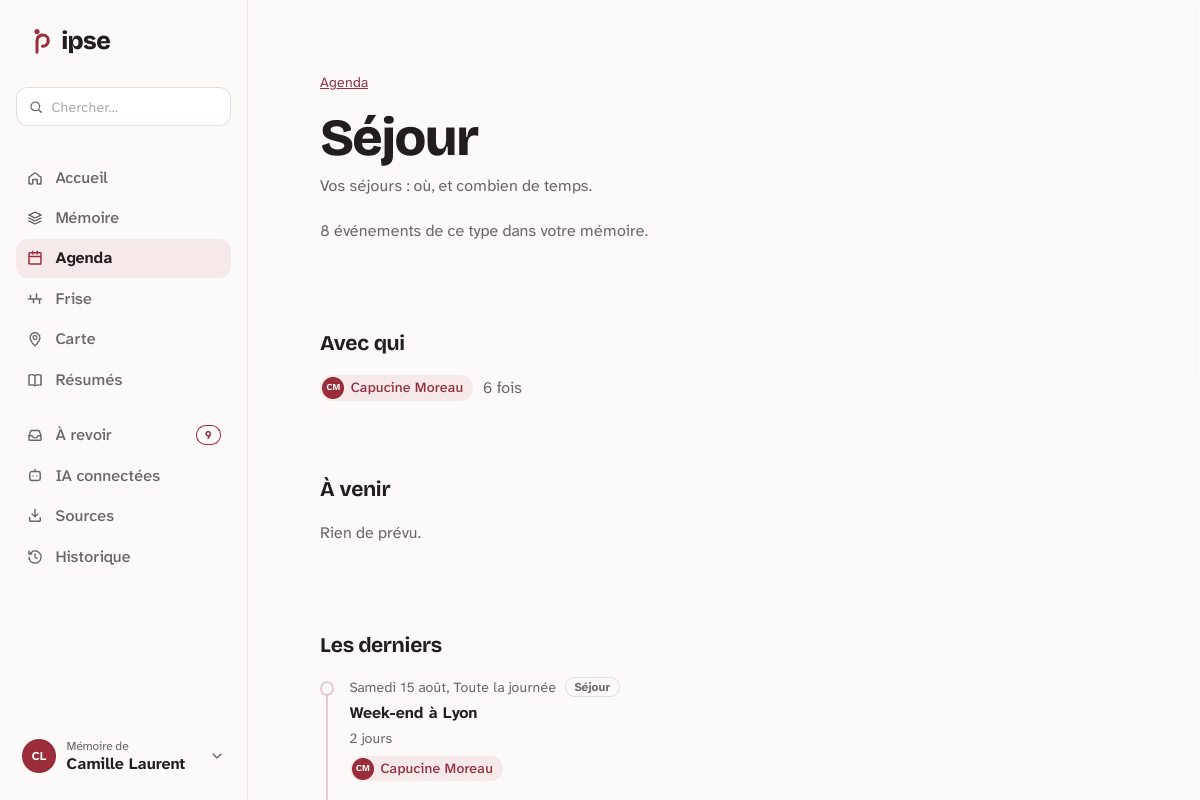 ipse
Chercher...
Accueil
Mémoire
Agenda
Frise
Carte
Résumés
À revoir
9
IA connectées
Sources
Historique
CL
Mémoire de
Camille Laurent
Agenda
Séjour
Vos séjours : où, et combien de temps.
8 événements de ce type dans votre mémoire.
Avec qui
CM Capucine Moreau 6 fois
À venir
Rien de prévu.
Les derniers
Samedi 15 août, Toute la journée Séjour
Week-end à Lyon
2 jours
CM Capucine Moreau